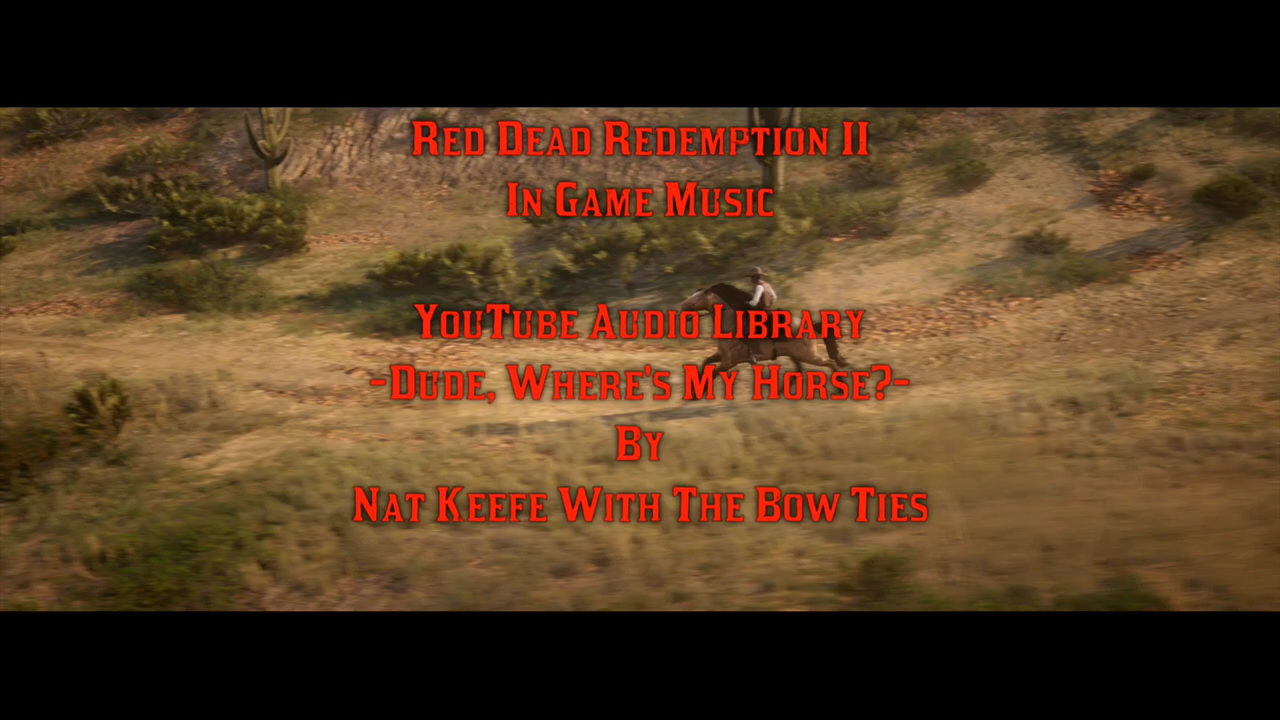 Red Dead Redemption II
In Game Music
YouTube Audio Library
-Dude, Where's My Horse?-
By
Nat Keefe With The Bow Ties